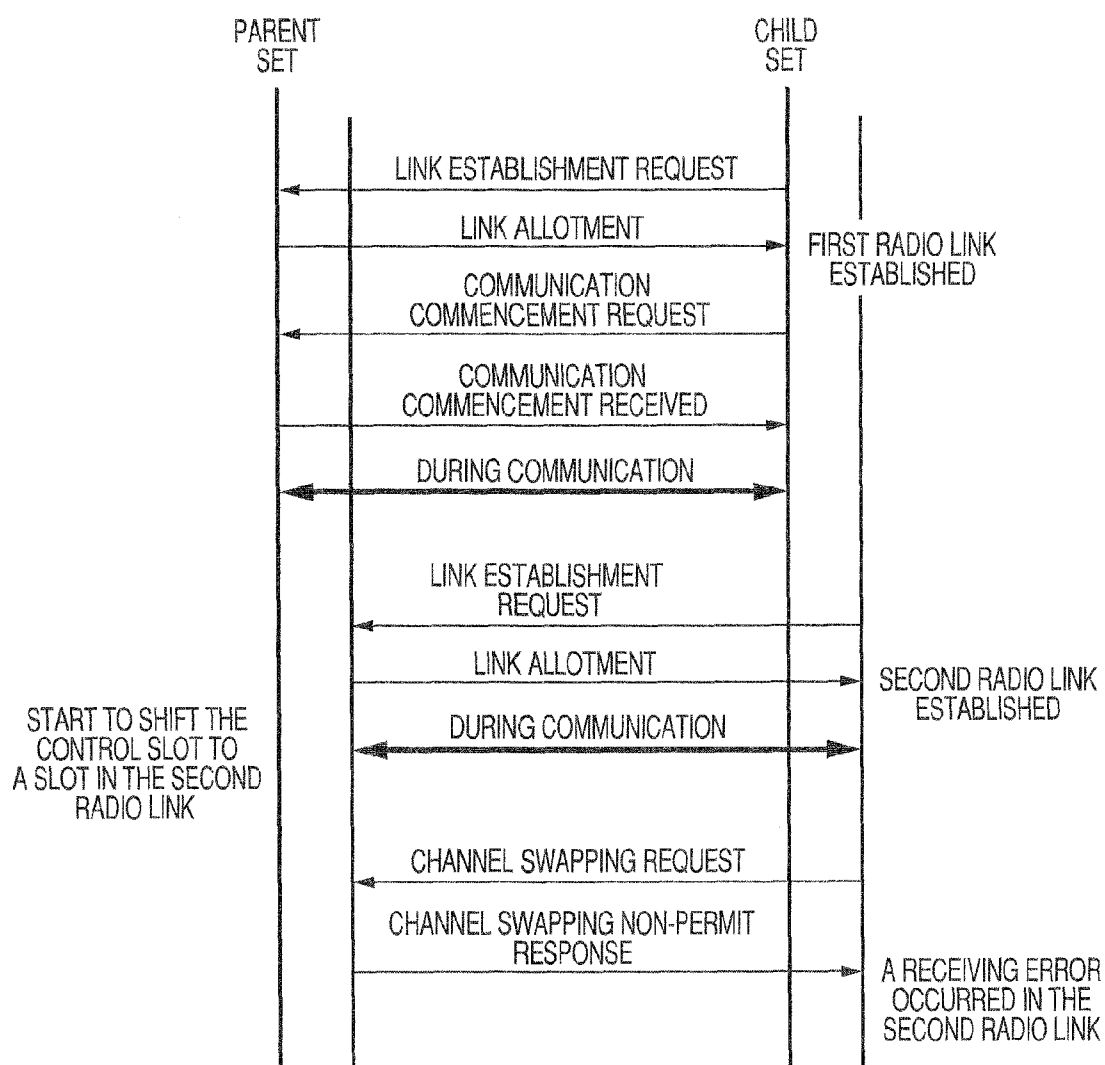 PARENT
SET
CHILD
SET
LINK ESTABLISHMENT REQUEST
LINK ALLOTMENT
FIRST RADIO LINK
ESTABLISHED
COMMUNICATION
COMMENCEMENT REQUEST
COMMUNICATION
COMMENCEMENT RECEIVED
DURING COMMUNICATION
LINK ESTABLISHMENT
REQUEST
LINK ALLOTMENT
SECOND RADIO LINK
ESTABLISHED
START TO SHIFT THE
CONTROL SLOT TO
A SLOT IN THE SECOND
RADIO LINK
DURING COMMUNICATION
CHANNEL SWAPPING REQUEST
CHANNEL SWAPPING NON-PERMIT
RESPONSE
A RECEIVING ERROR
OCCURRED IN THE
SECOND RADIO LINK